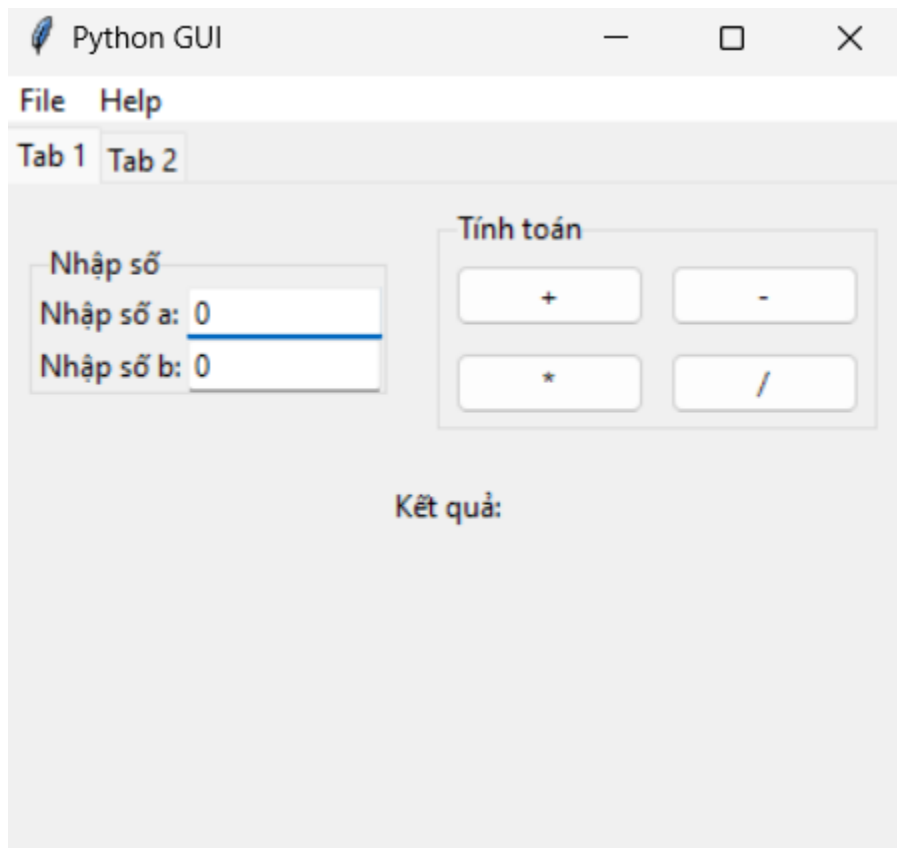 Python GUI
File Help
Tab 1 Tab 2
Nhập số
Nhập số a: 0
Nhập số b: 0
Tính toán
+ -
* /
Kết quả: